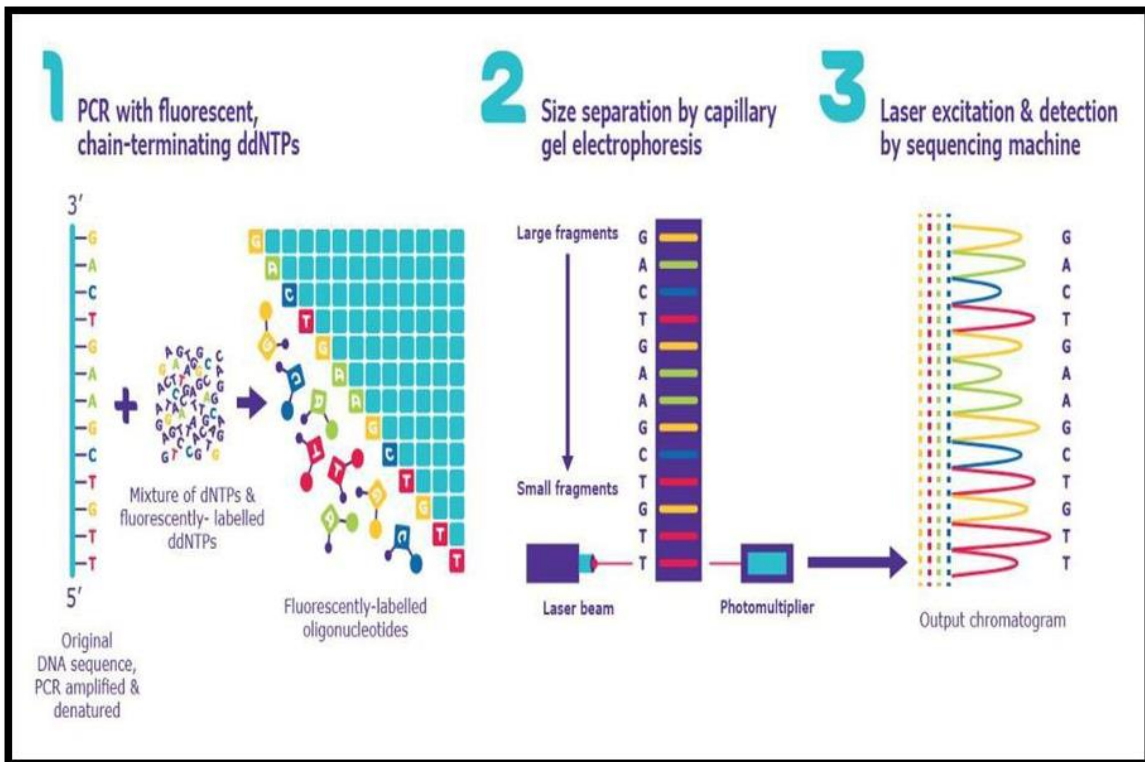 1
PCR with fluorescent,
chain-terminating ddNTPs
3'
G
A
C
T
G
A
A
G
C
T
G
T
T
5'
Original
DNA sequence,
PCR amplified &
denatured
+
Mixture of dNTPs &
fluorescently- labelled
ddNTPs
G
A
C
T
G
A
A
G
C
T
G
T
T
G
C
A
T
T
G
A
C
Fluorescently-labelled
oligonucleotides
2
Size separation by capillary
gel electrophoresis
Large fragments
Small fragments
G
A
C
T
G
A
A
G
C
T
G
T
T
Laser beam
Photomultiplier
3
Laser excitation & detection
by sequencing machine
G
A
C
T
G
A
A
G
C
T
G
T
T
Output chromatogram